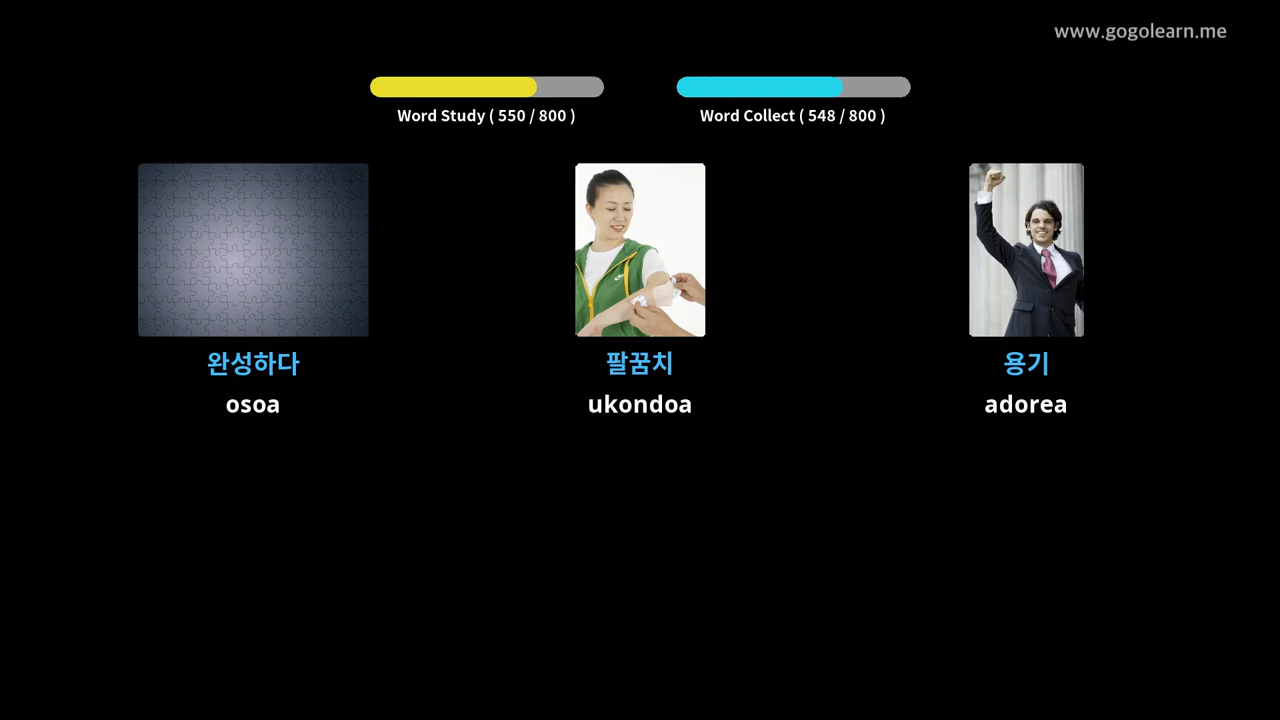 www.gogolearn.me
Word Study ( 550 / 800 )
Word Collect ( 548 / 800 )
완성하다
팔꿈치
용기
osoa
ukondoa
adorea